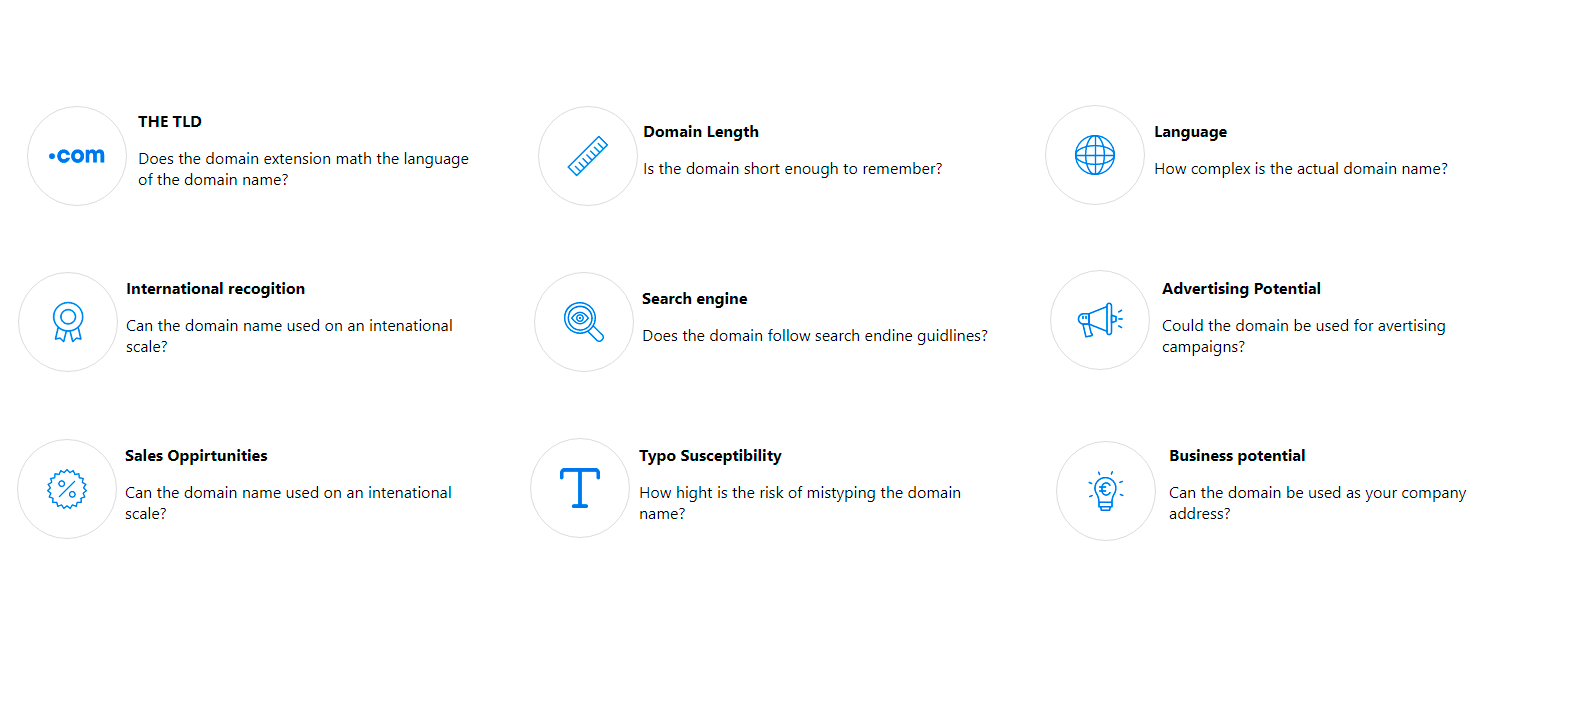 .com
THE TLD
Does the domain extension math the language
of the domain name?
Domain Length
Is the domain short enough to remember?
Language
How complex is the actual domain name?
International recogition
Can the domain name used on an intenational
scale?
Search engine
Does the domain follow search endine guidlines?
Advertising Potential
Could the domain be used for avertising
campaigns?
Sales Oppirtunities
Can the domain name used on an intenational
scale?
T
Typo Susceptibility
How hight is the risk of mistyping the domain
name?
€
Business potential
Can the domain be used as your company
address?